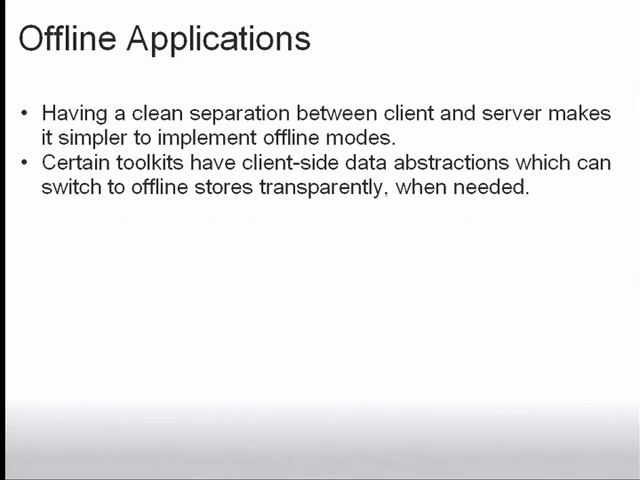 Offline Applications
• Having a clean separation between client and server makes
it simpler to implement offline modes.
• Certain toolkits have client-side data abstractions which can
switch to offline stores transparently, when needed.